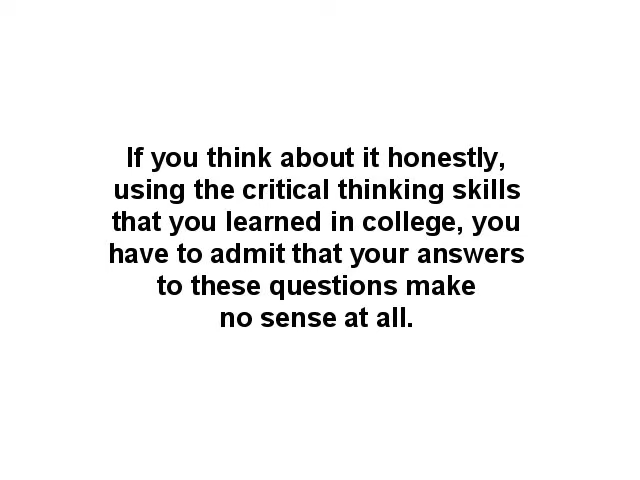 If you think about it honestly,
using the critical thinking skills
that you learned in college, you
have to admit that your answers
to these questions make
no sense at all.